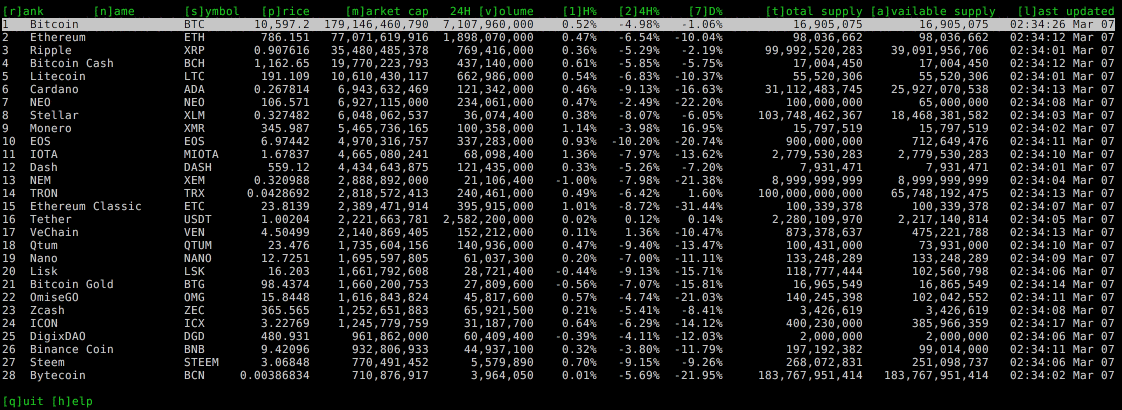 [r]ank [n]ame [s]ymbol [p]rice [m]arket cap 24H [v]olume [1]H% [2]4H% [7]D% [t]otal supply [a]vailable supply [l]ast updated
1 Bitcoin BTC 10,597.2 179,146,460,790 7,107,960,000 0.52% -4.98% -1.06% 16,905,075 16,905,075 02:34:26 Mar 07
2 Ethereum ETH 786.151 77,071,619,916 1,898,070,000 0.47% -6.54% -10.04% 98,036,662 98,036,662 02:34:12 Mar 07
3 Ripple XRP 0.907616 35,480,485,378 769,416,000 0.36% -5.29% -2.19% 99,992,520,283 39,091,956,706 02:34:01 Mar 07
4 Bitcoin Cash BCH 1,162.65 19,770,223,793 437,140,000 0.61% -5.85% -5.75% 17,004,450 17,004,450 02:34:12 Mar 07
5 Litecoin LTC 191.109 10,610,430,117 662,986,000 0.54% -6.83% -10.37% 55,520,306 55,520,306 02:34:01 Mar 07
6 Cardano ADA 0.267814 6,943,632,469 121,342,000 0.46% -9.13% -16.63% 31,112,483,745 25,927,070,538 02:34:13 Mar 07
7 NEO NEO 106.571 6,927,115,000 234,061,000 0.47% -2.49% -22.20% 100,000,000 65,000,000 02:34:08 Mar 07
8 Stellar XLM 0.327482 6,048,062,537 36,074,400 0.38% -8.07% -6.05% 103,748,462,367 18,468,381,582 02:34:03 Mar 07
9 Monero XMR 345.987 5,465,736,165 100,358,000 1.14% -3.98% 16.95% 15,797,519 15,797,519 02:34:02 Mar 07
10 EOS EOS 6.97442 4,970,316,757 337,283,000 0.93% -10.20% -20.74% 900,000,000 712,649,476 02:34:11 Mar 07
11 IOTA MIOTA 1.67837 4,665,080,241 68,098,400 1.36% -7.97% -13.62% 2,779,530,283 2,779,530,283 02:34:10 Mar 07
12 Dash DASH 559.12 4,434,643,875 121,435,000 0.33% -5.26% -7.20% 7,931,471 7,931,471 02:34:01 Mar 07
13 NEM XEM 0.320988 2,888,892,000 21,106,400 -1.00% -7.98% -21.38% 8,999,999,999 8,999,999,999 02:34:04 Mar 07
14 TRON TRX 0.0428692 2,818,572,413 240,461,000 0.49% -6.42% 1.60% 100,000,000,000 65,748,192,475 02:34:13 Mar 07
15 Ethereum Classic ETC 23.8139 2,389,471,914 395,915,000 1.01% -8.72% -31.44% 100,339,378 100,339,378 02:34:07 Mar 07
16 Tether USDT 1.00204 2,221,663,781 2,582,200,000 0.02% 0.12% 0.14% 2,280,109,970 2,217,140,814 02:34:05 Mar 07
17 VeChain VEN 4.50499 2,140,869,405 152,212,000 0.11% 1.36% -10.47% 873,378,637 475,221,788 02:34:13 Mar 07
18 Qtum QTUM 23.476 1,735,604,156 140,936,000 0.47% -9.40% -13.47% 100,431,000 73,931,000 02:34:10 Mar 07
19 Nano NANO 12.7251 1,695,597,805 61,037,300 0.20% -7.00% -11.11% 133,248,289 133,248,289 02:34:09 Mar 07
20 Lisk LSK 16.203 1,661,792,608 28,721,400 -0.44% -9.13% -15.71% 118,777,444 102,560,798 02:34:06 Mar 07
21 Bitcoin Gold BTG 98.4374 1,660,200,753 27,809,600 -0.56% -7.07% -15.81% 16,965,549 16,865,549 02:34:14 Mar 07
22 OmiseGO OMG 15.8448 1,616,843,824 45,817,600 0.57% -4.74% -21.03% 140,245,398 102,042,552 02:34:11 Mar 07
23 Zcash ZEC 365.565 1,252,651,883 65,921,500 0.21% -5.41% -8.41% 3,426,619 3,426,619 02:34:08 Mar 07
24 ICON ICX 3.22769 1,245,779,759 31,187,700 0.64% -6.29% -14.12% 400,230,000 385,966,359 02:34:17 Mar 07
25 DigixDAO DGD 480.931 961,862,000 60,409,400 -0.39% -4.11% -12.03% 2,000,000 2,000,000 02:34:06 Mar 07
26 Binance Coin BNB 9.42096 932,806,933 44,937,100 0.32% -3.80% -11.79% 197,192,382 99,014,000 02:34:11 Mar 07
27 Steem STEEM 3.06848 770,491,452 5,579,890 0.70% -9.15% -9.26% 268,072,831 251,098,737 02:34:06 Mar 07
28 Bytecoin BCN 0.00386834 710,876,917 3,964,050 0.01% -5.69% -21.95% 183,767,951,414 183,767,951,414 02:34:02 Mar 07
[q]uit [h]elp